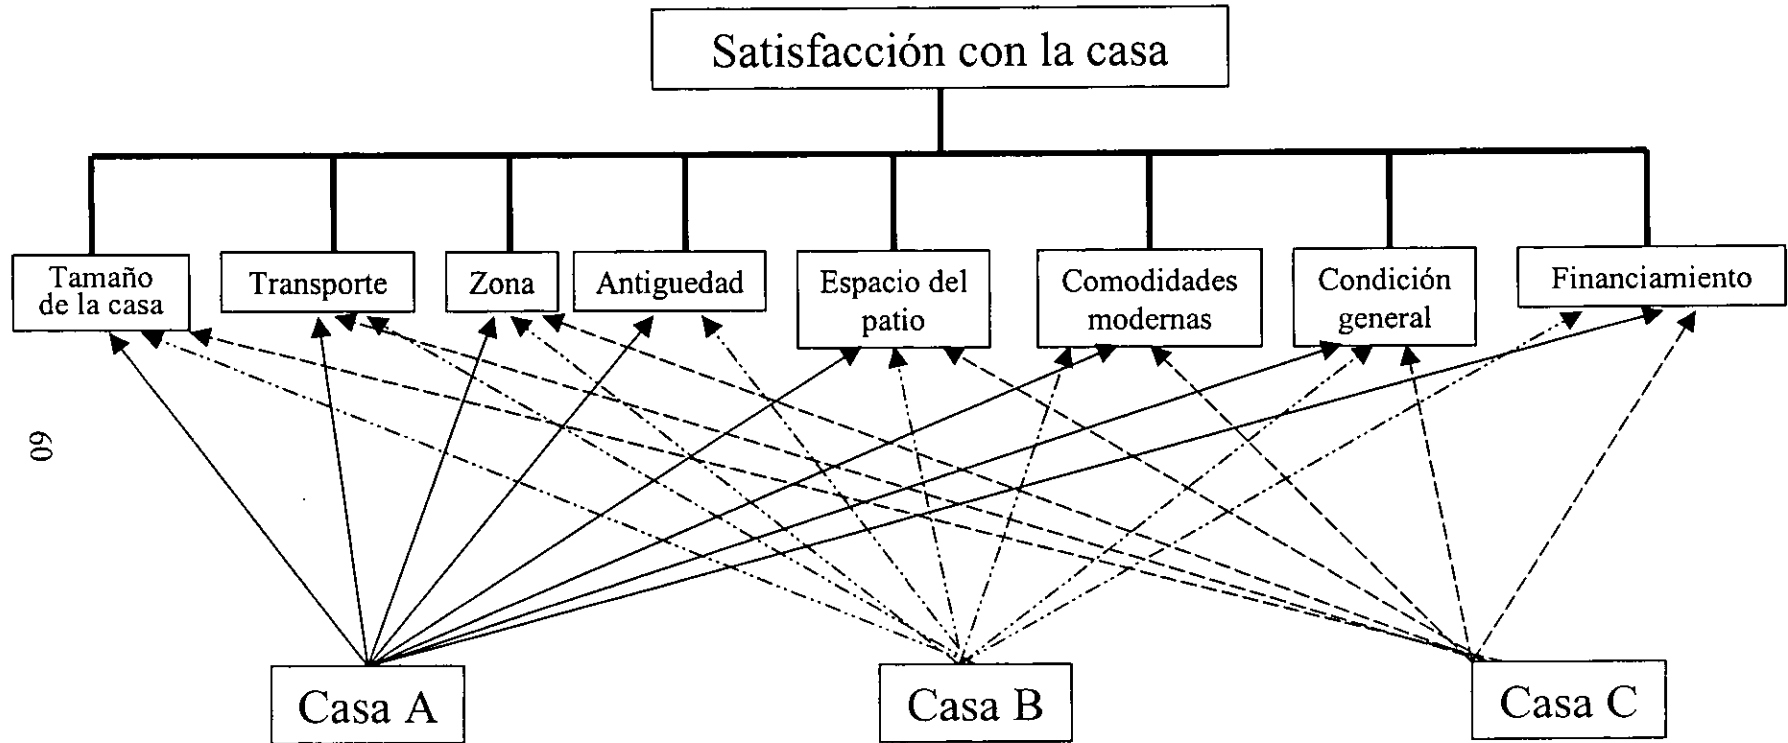 Satisfacción con la casa
Tamaño
de la casa
Transporte
Zona
Antiguedad
Espacio del
patio
Comodidades
modernas
Condición
general
Financiamiento
60
Casa A
Casa B
Casa C